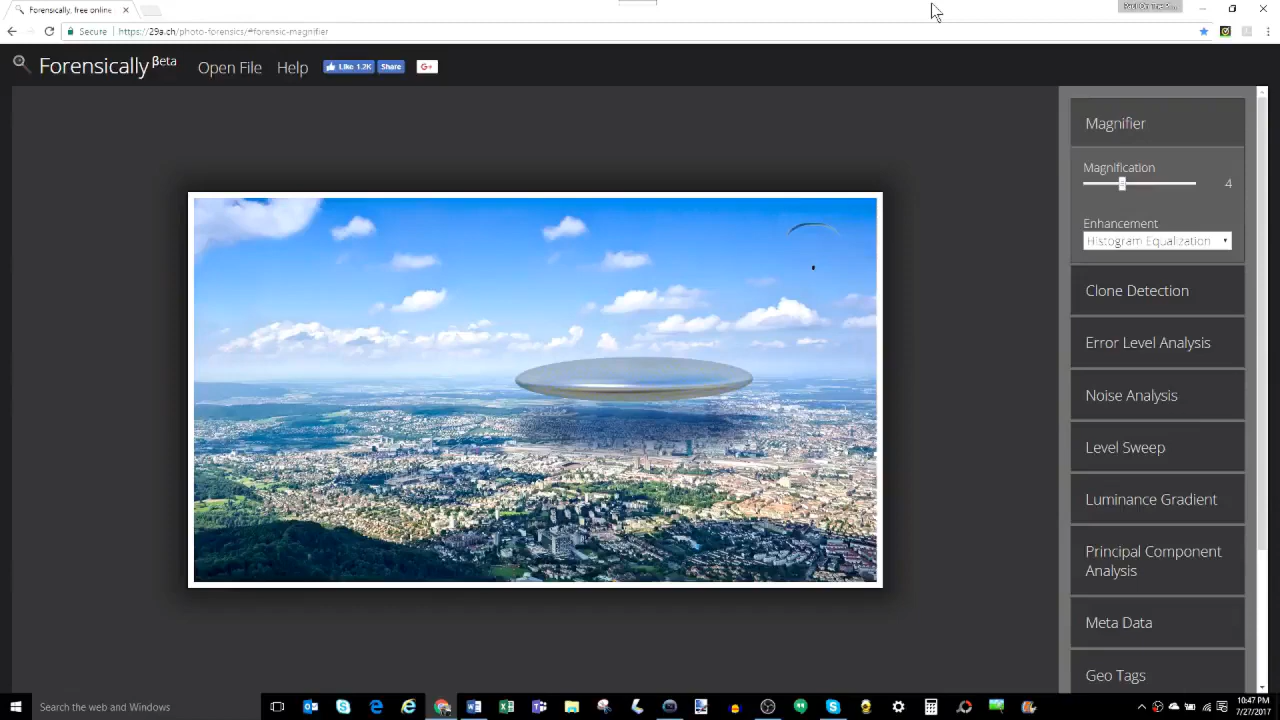 Forensically, free online
Secure
https://29a.ch/photo-forensics/#forensic-magnifier
Forensically Beta
Open File
Help
Like 1.2K
Share
G+
Magnifier
Magnification
4
Enhancement
Histogram Equalization
Clone Detection
Error Level Analysis
Noise Analysis
Level Sweep
Luminance Gradient
Principal Component
Analysis
Meta Data
Geo Tags
Search the web and Windows
10:47 PM
7/27/2017